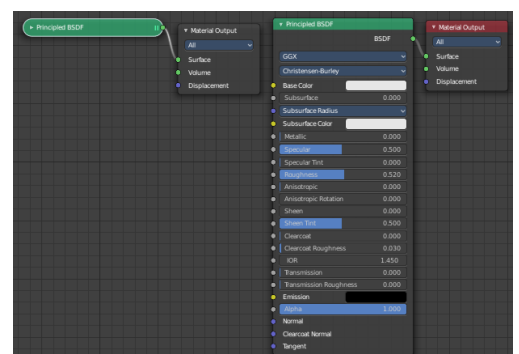 Principled BSDF
Material Output
All
Surface
Volume
Displacement
Principled BSDF
BSDF
GGX
Christensen-Burley
Base Color
Subsurface 0.000
Subsurface Radius
Subsurface Color
Metallic 0.000
Specular 0.500
Specular Tint 0.000
Roughness 0.520
Anisotropic 0.000
Anisotropic Rotation 0.000
Sheen 0.000
Sheen Tint 0.500
Clearcoat 0.000
Clearcoat Roughness 0.030
IOR 1.450
Transmission 0.000
Transmission Roughness 0.000
Emission
Alpha 1.000
Normal
Clearcoat Normal
Tangent
Material Output
All
Surface
Volume
Displacement